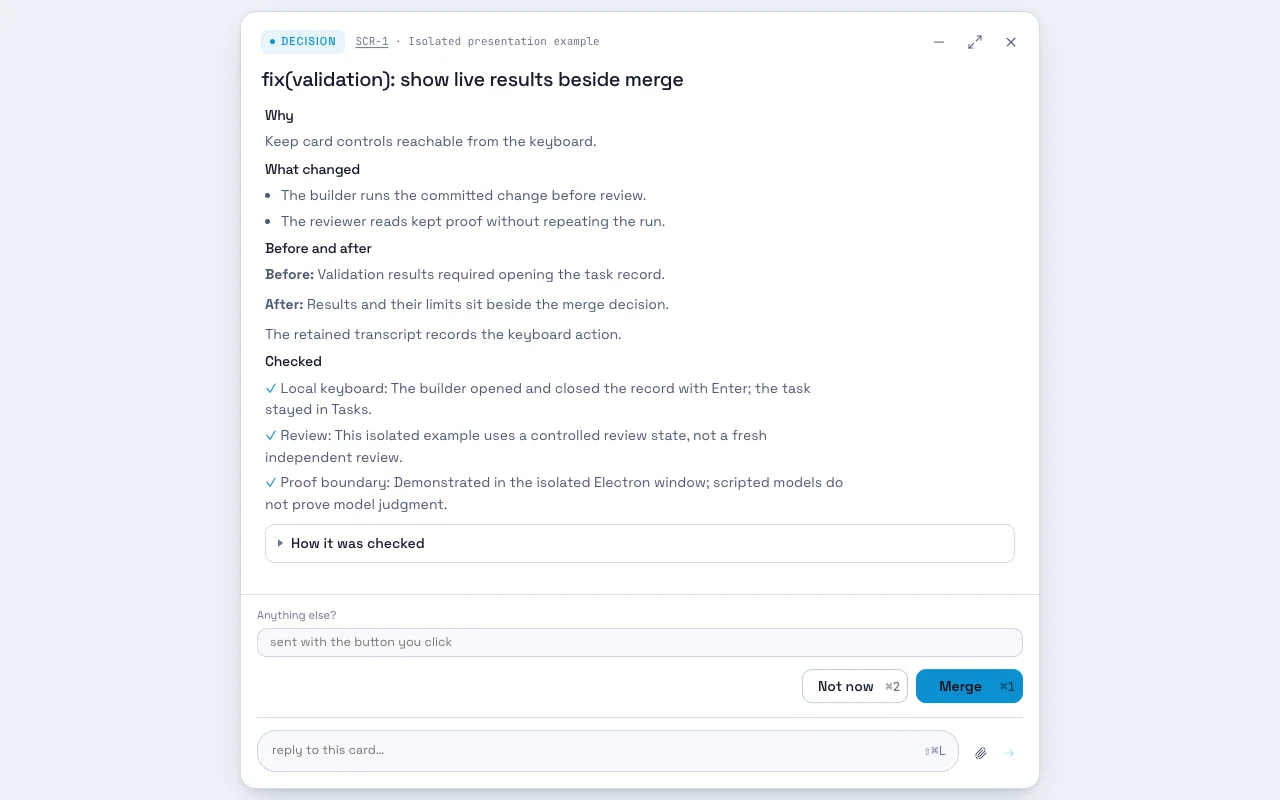 DECISION SCR-1 · Isolated presentation example
fix(validation): show live results beside merge
Why
Keep card controls reachable from the keyboard.
What changed
• The builder runs the committed change before review.
• The reviewer reads kept proof without repeating the run.
Before and after
Before: Validation results required opening the task record.
After: Results and their limits sit beside the merge decision.
The retained transcript records the keyboard action.
Checked
✓ Local keyboard: The builder opened and closed the record with Enter; the task
stayed in Tasks.
✓ Review: This isolated example uses a controlled review state, not a fresh
independent review.
✓ Proof boundary: Demonstrated in the isolated Electron window; scripted models do
not prove model judgment.
How it was checked
Anything else?
sent with the button you click
Not now ⌘2 Merge ⌘1
reply to this card… ⇧⌘L